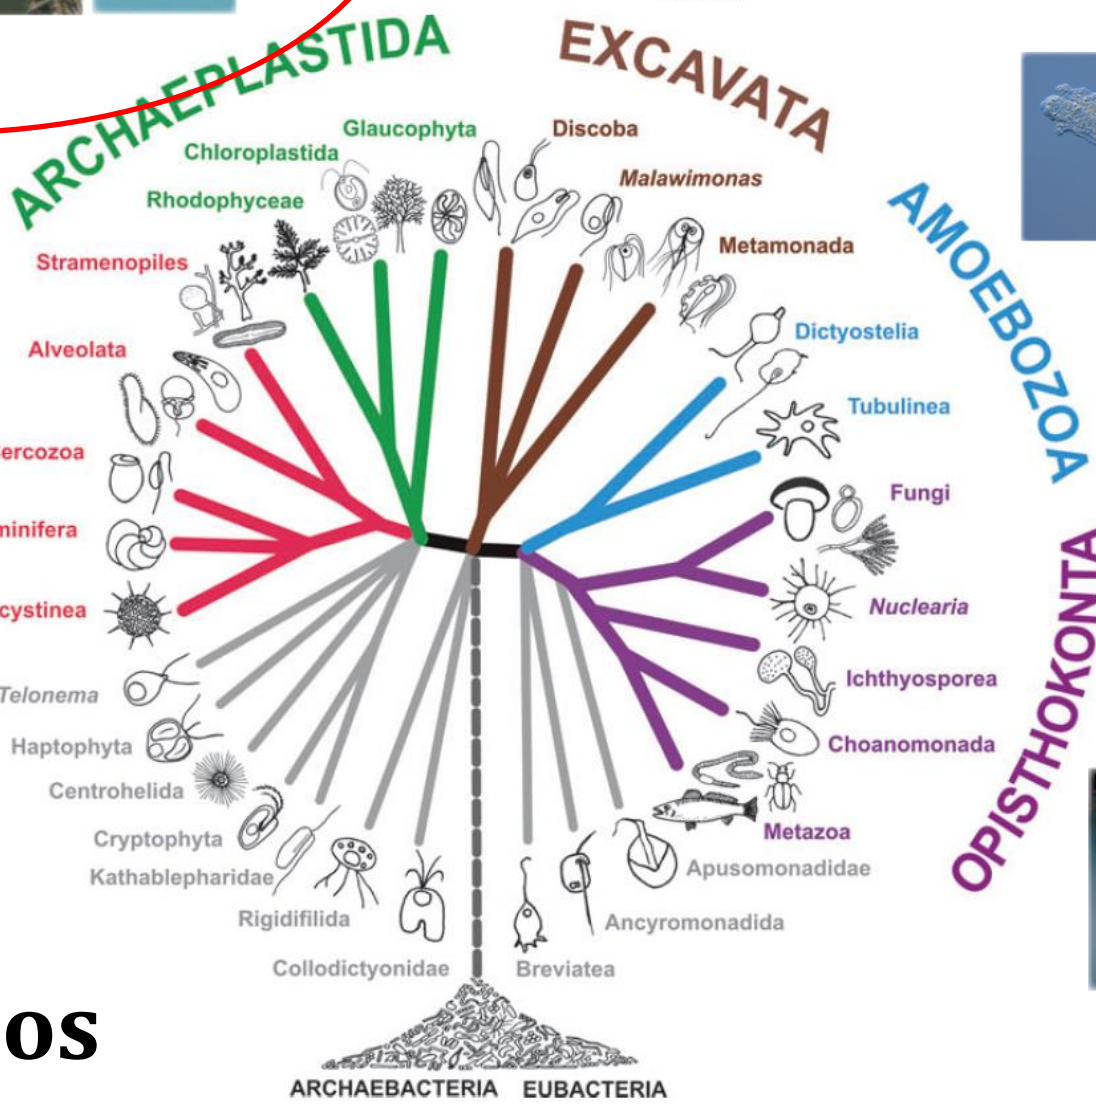 ARCHAEPLASTIDA
EXCAVATA
AMOEBOZOA
OPISTHOKONTA
Glaucophyta
Chloroplastida
Rhodophyceae
Stramenopiles
Alveolata
ercozoa
minifera
cystinea
Telonema
Haptophyta
Centrohelida
Cryptophyta
Kathablepharidae
Rigidifilida
Collodictyonidae
Discoba
Malawimonas
Metamonada
Dictyostelia
Tubulinea
Fungi
Nuclearia
Ichthyosporea
Choanomonada
Metazoa
Apusomonadidae
Ancyromonadida
Breviatea
os
ARCHAEBACTERIA EUBACTERIA